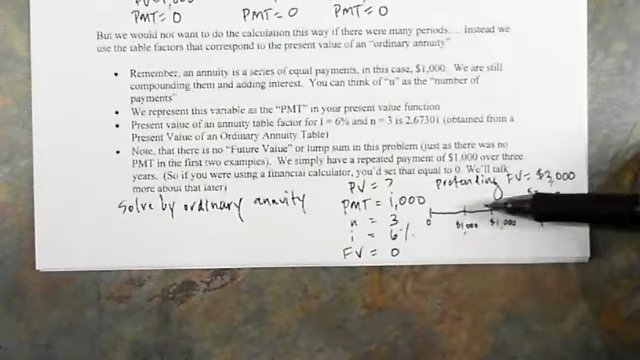 PMT=0 PMT=0 PMT=0
But we would not want to do the calculation this way if there were many periods.... Instead we
use the table factors that correspond to the present value of an "ordinary annuity"
• Remember, an annuity is a series of equal payments, in this case, $1,000. We are still
compounding them and adding interest. You can think of "n" as the "number of
payments"
• We represent this variable as the "PMT" in your present value function
• Present value of an annuity table factor for I = 6% and n = 3 is 2.67301 (obtained from a
Present Value of an Ordinary Annuity Table)
• Note, that there is no "Future Value" or lump sum in this problem (just as there was no
PMT in the first two examples). We simply have a repeated payment of $1,000 over three
years. (So if you were using a financial calculator, you'd set that equal to 0. We'll talk
more about that later)
Solve by ordinary annuity
PV = ?
PMT = 1,000
n = 3
i = 6%
FV = 0
pretending FV = $3,000
0 $1,000 $1,000